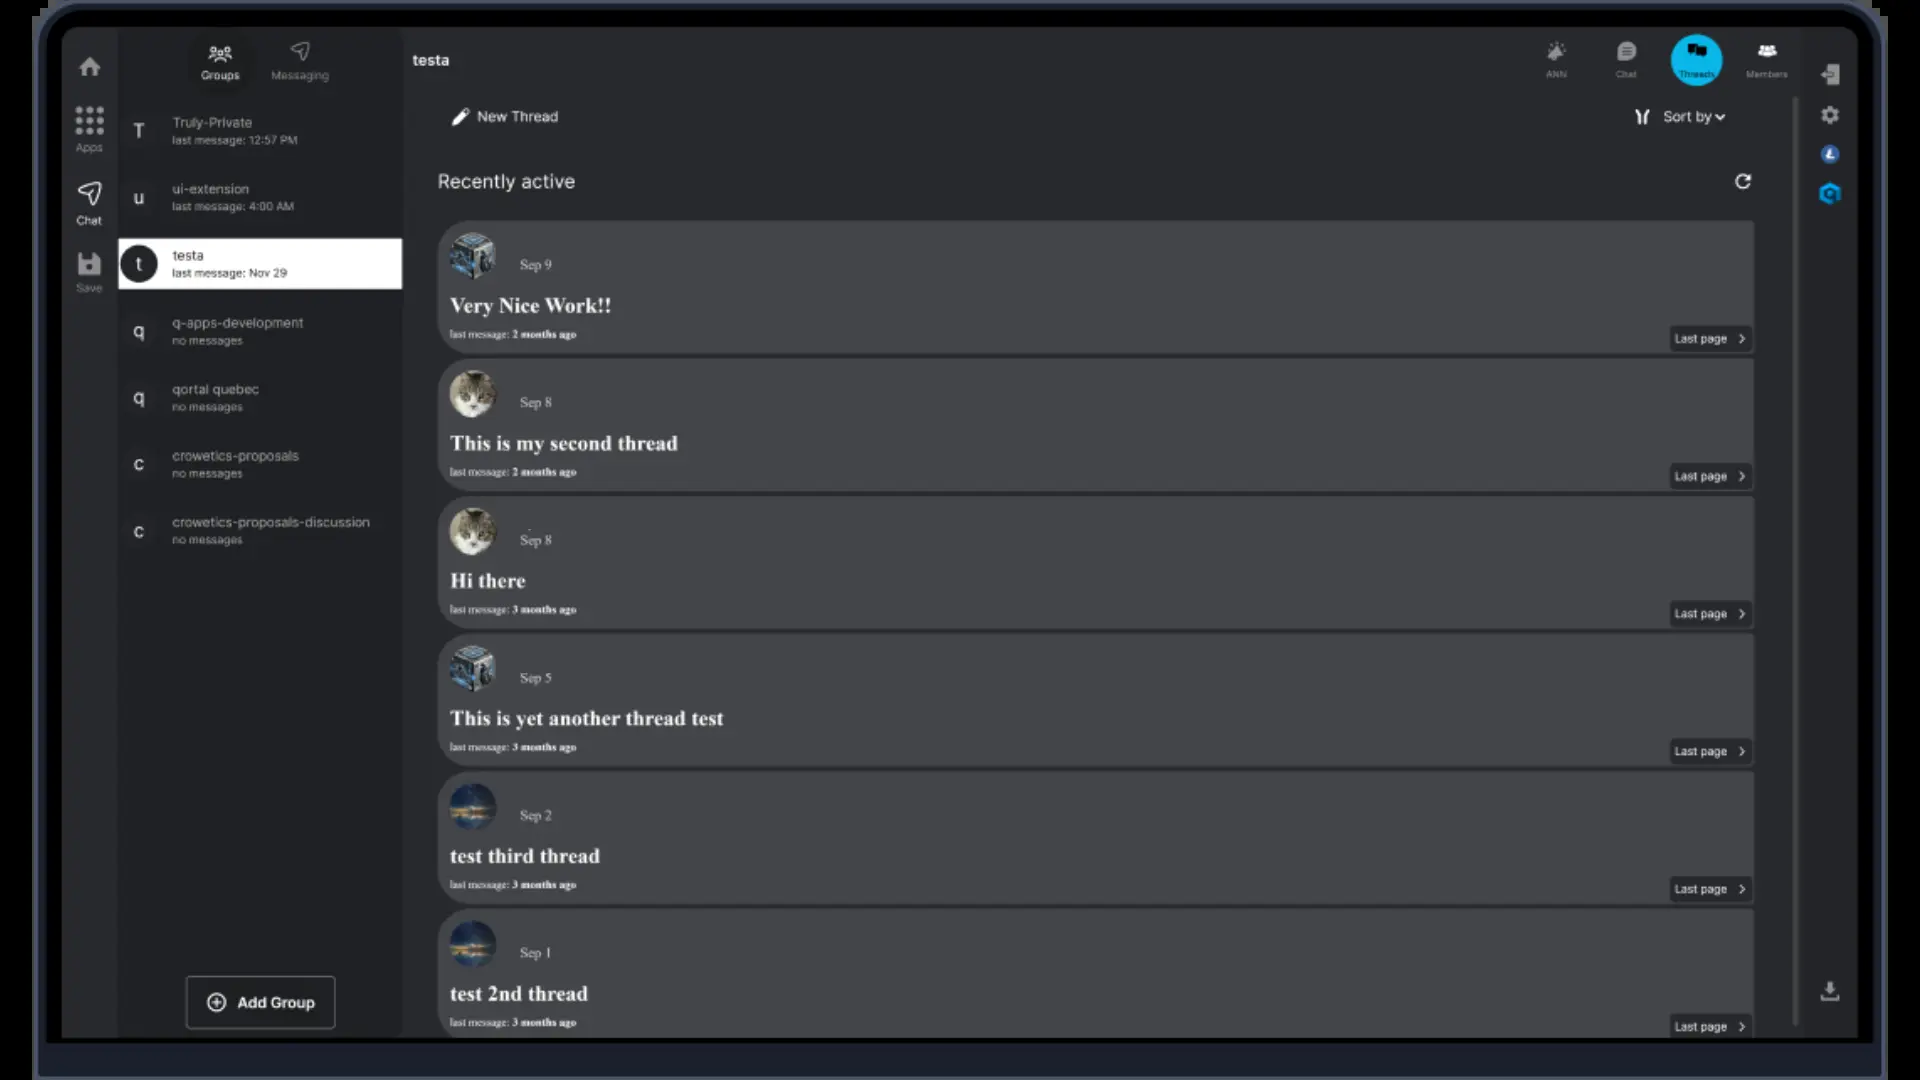 Apps
Chat
Save
Groups
Messaging
T
Truly-Private
last message: 12:57 PM
u
ui-extension
last message: 4:00 AM
t
testa
last message: Nov 29
q
q-apps-development
no messages
q
qortal quebec
no messages
c
crowetics-proposals
no messages
c
crowetics-proposals-discussion
no messages
Add Group
testa
ANN
Chat
Threads
Members
New Thread
Sort by
Recently active
Sep 9
Very Nice Work!!
last message: 2 months ago
Last page
Sep 8
This is my second thread
last message: 2 months ago
Last page
Sep 8
Hi there
last message: 3 months ago
Last page
Sep 5
This is yet another thread test
last message: 3 months ago
Last page
Sep 2
test third thread
last message: 3 months ago
Last page
Sep 1
test 2nd thread
last message: 3 months ago
Last page